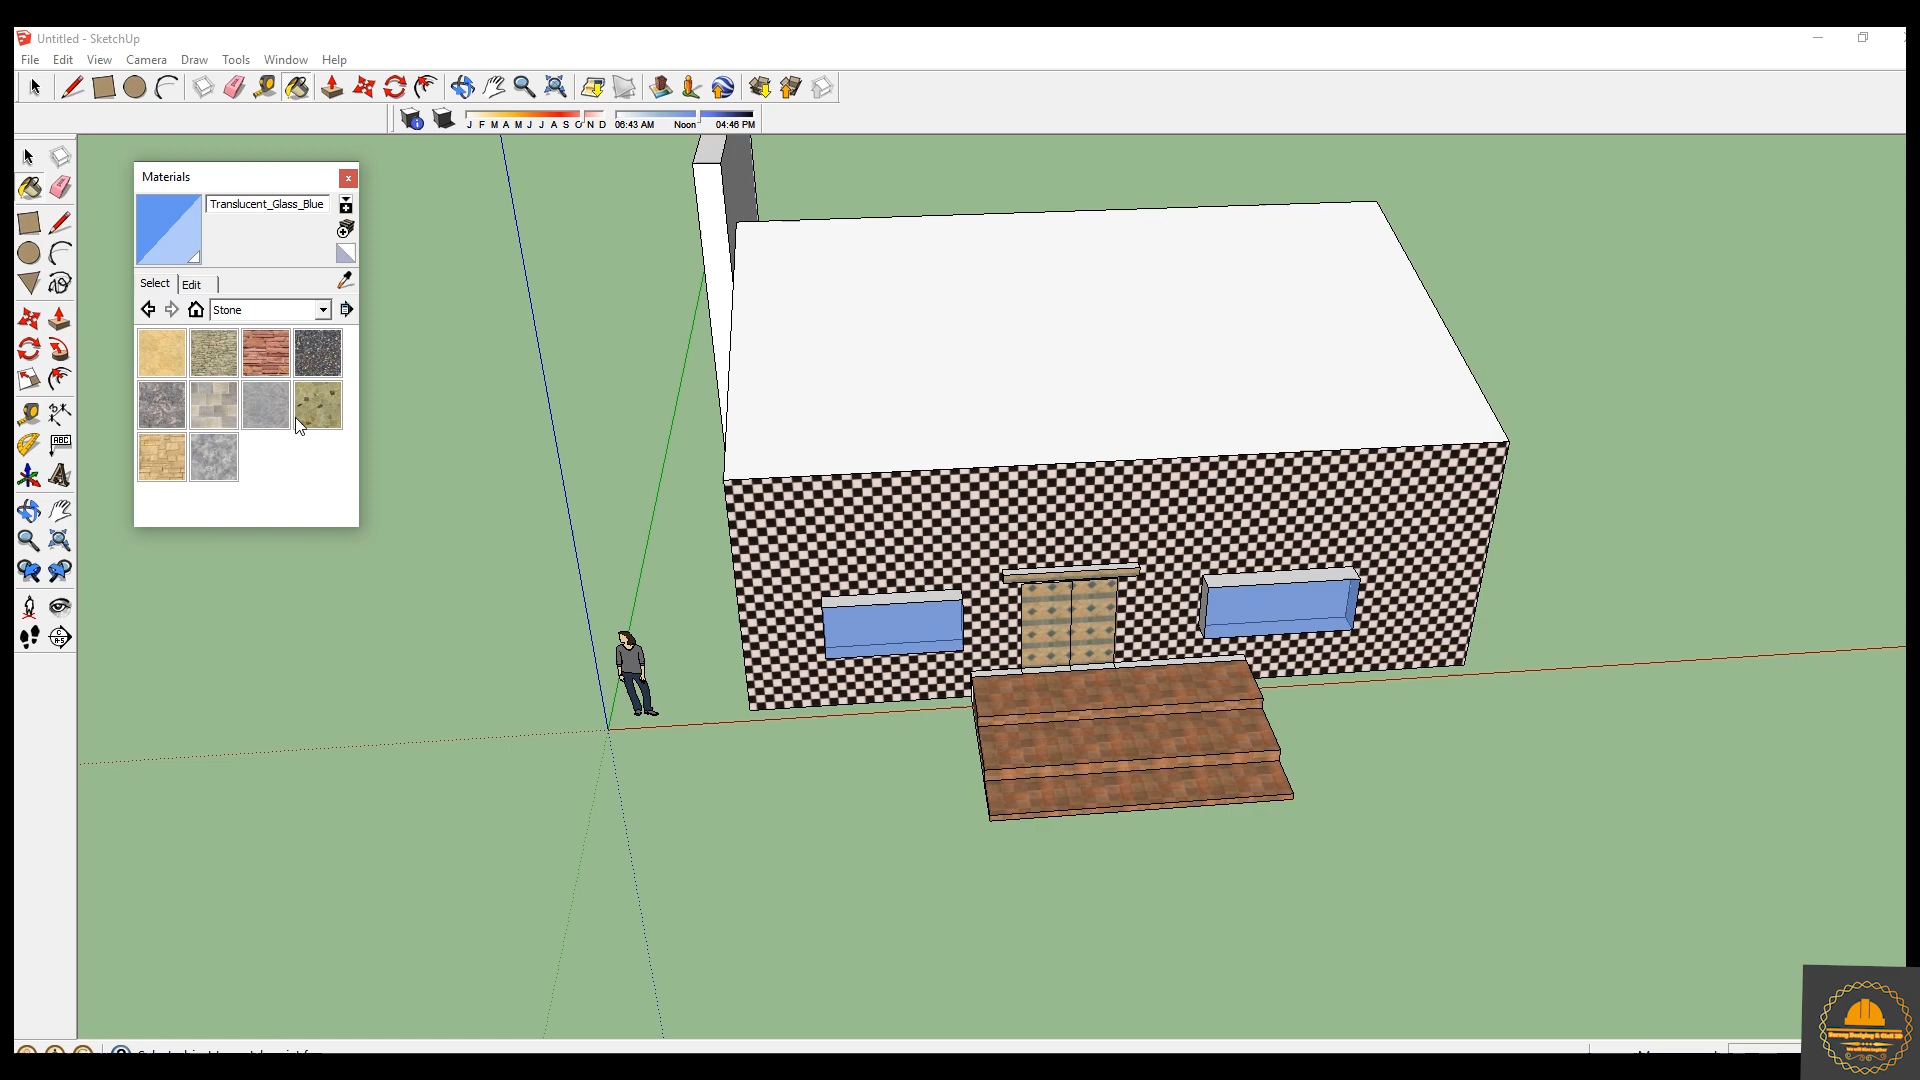 Untitled - SketchUp
File Edit View Camera Draw Tools Window Help
J F M A M J J A S O N D 06:43 AM Noon 04:46 PM
Materials
x
Translucent_Glass_Blue
Select Edit
Stone
ABC